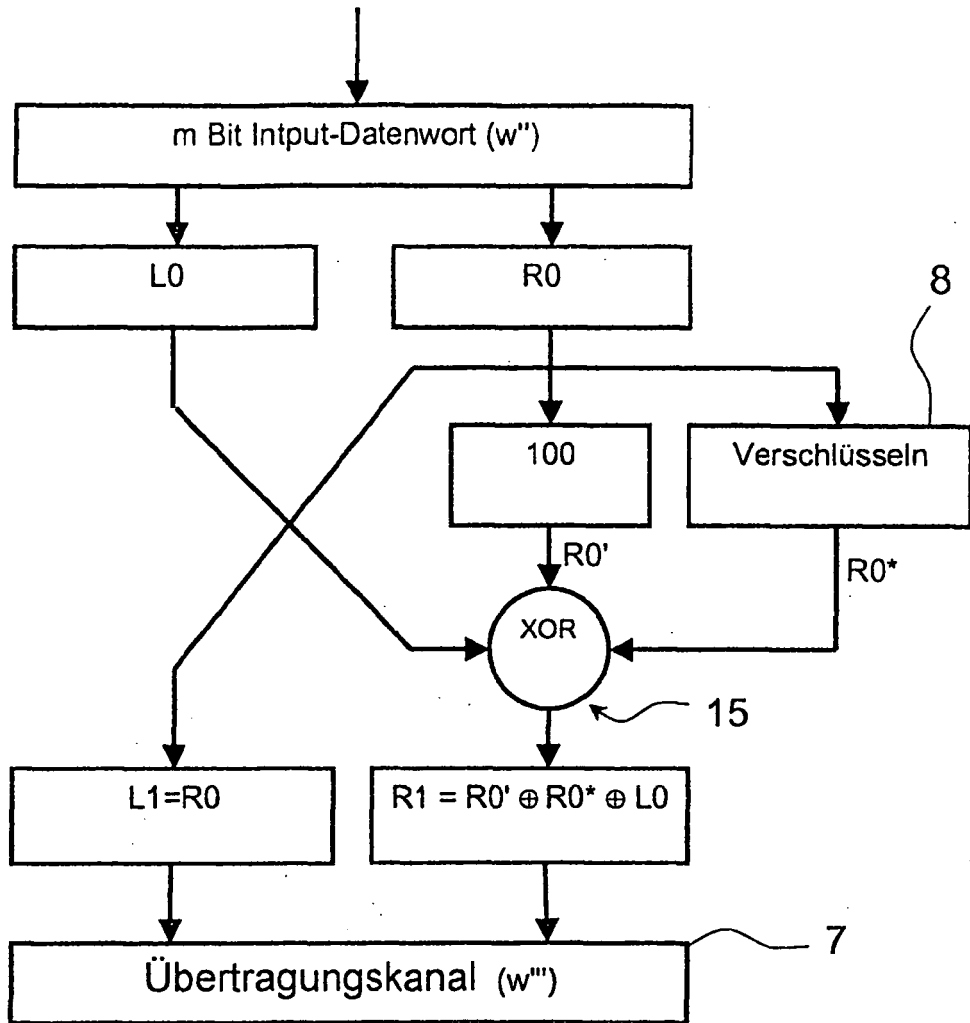 m Bit Intput-Datenwort (w'')
L0
R0
8
100
Verschlüsseln
R0'
R0*
XOR
15
L1=R0
R1 = R0' ⊕ R0* ⊕ L0
7
Übertragungskanal (w''')